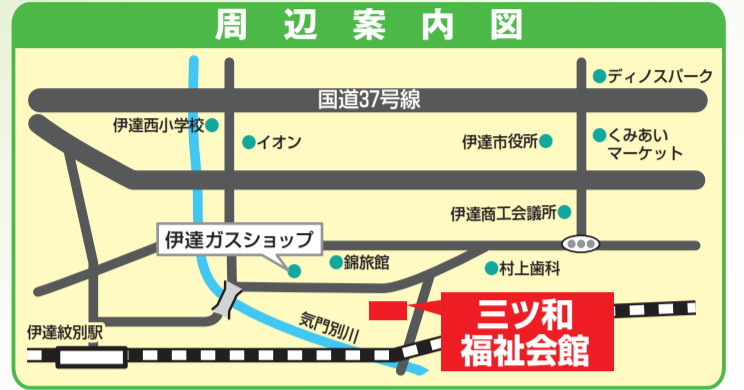 周辺案内図
ディノスパーク
国道37号線
伊達西小学校
イオン
伊達市役所
くみあい
マーケット
伊達商工会議所
伊達ガスショップ
錦旅館
村上歯科
三ツ和
福祉会館
気門別川
伊達紋別駅